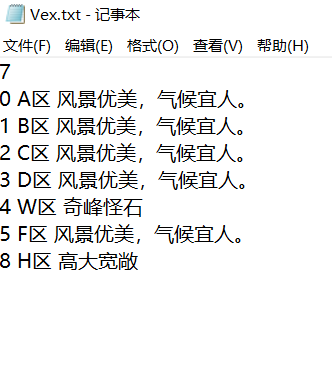 Vex.txt - 记事本
文件(F) 编辑(E) 格式(O) 查看(V) 帮助(H)
7
0 A区 风景优美，气候宜人。
1 B区 风景优美，气候宜人。
2 C区 风景优美，气候宜人。
3 D区 风景优美，气候宜人。
4 W区 奇峰怪石
5 F区 风景优美，气候宜人。
8 H区 高大宽敞